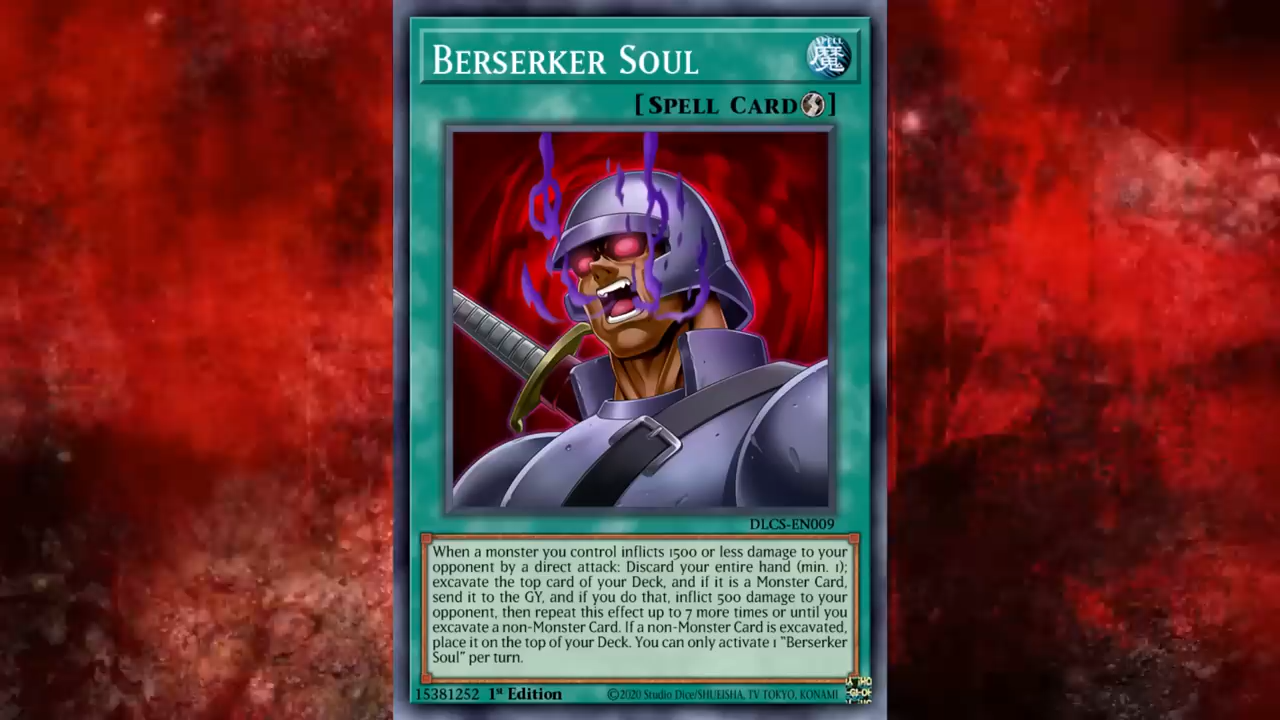 BERSERKER SOUL
SPELL
魔
[SPELL CARD]
DLCS-EN009
When a monster you control inflicts 1500 or less damage to your
opponent by a direct attack: Discard your entire hand (min. 1);
excavate the top card of your Deck, and if it is a Monster Card,
send it to the GY, and if you do that, inflict 500 damage to your
opponent, then repeat this effect up to 7 more times or until you
excavate a non-Monster Card. If a non-Monster Card is excavated,
place it on the top of your Deck. You can only activate 1 "Berserker
Soul" per turn.
15381252 1st Edition ©2020 Studio Dice/SHUEISHA, TV TOKYO, KONAMI